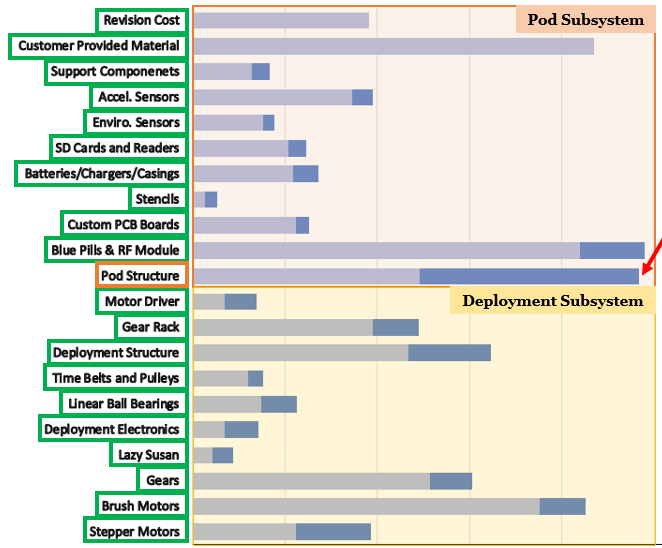 Revision Cost
Pod Subsystem
Customer Provided Material
Support Componenets
Accel. Sensors
Enviro. Sensors
SD Cards and Readers
Batteries/Chargers/Casings
Stencils
Custom PCB Boards
Blue Pills & RF Module
Pod Structure
Motor Driver
Deployment Subsystem
Gear Rack
Deployment Structure
Time Belts and Pulleys
Linear Ball Bearings
Deployment Electronics
Lazy Susan
Gears
Brush Motors
Stepper Motors